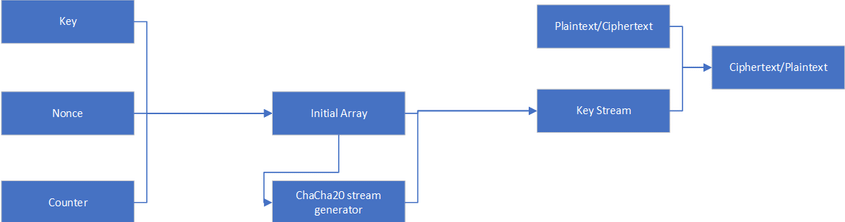 Key
Plaintext/Ciphertext
Ciphertext/Plaintext
Nonce
Initial Array
Key Stream
Counter
ChaCha20 stream
generator